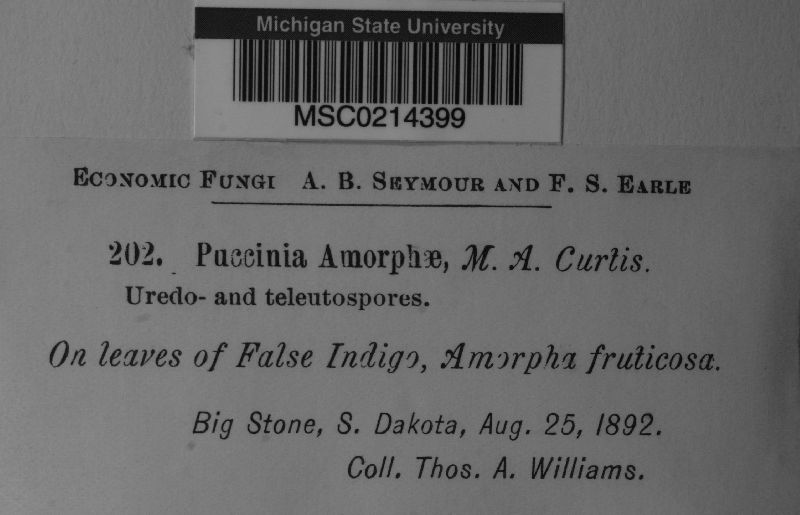 Michigan State University
MSC0214399
Economic Fungi A. B. Seymour and F. S. Earle
202. Puccinia Amorphæ, M. A. Curtis.
Uredo- and teleutospores.
On leaves of False Indigo, Amorpha fruticosa.
Big Stone, S. Dakota, Aug. 25, 1892.
Coll. Thos. A. Williams.